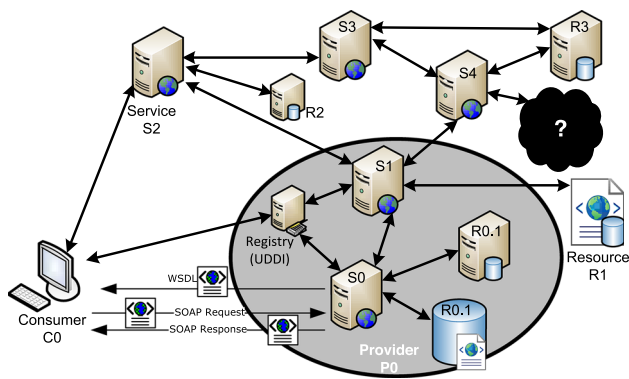 S3
R3
S4
Service
S2
R2
?
S1
Registry
(UDDI)
R0.1
Resource
R1
WSDL
S0
SOAP Request
Consumer
C0
SOAP Response
R0.1
Provider
P0